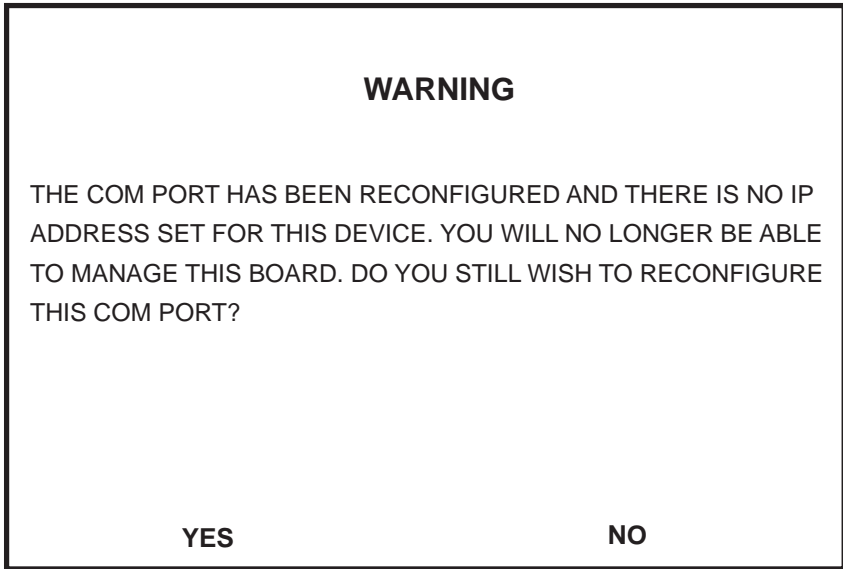 WARNING
THE COM PORT HAS BEEN RECONFIGURED AND THERE IS NO IP
ADDRESS SET FOR THIS DEVICE. YOU WILL NO LONGER BE ABLE
TO MANAGE THIS BOARD. DO YOU STILL WISH TO RECONFIGURE
THIS COM PORT?
YES NO